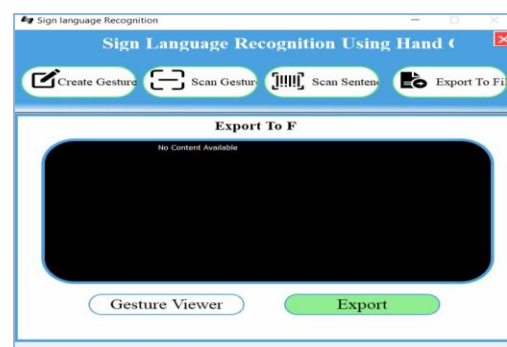 Sign language Recognition
Sign Language Recognition Using Hand (
Create Gesture Scan Gestur Scan Senten Export To Fi
Export To F
No Content Available
Gesture Viewer Export